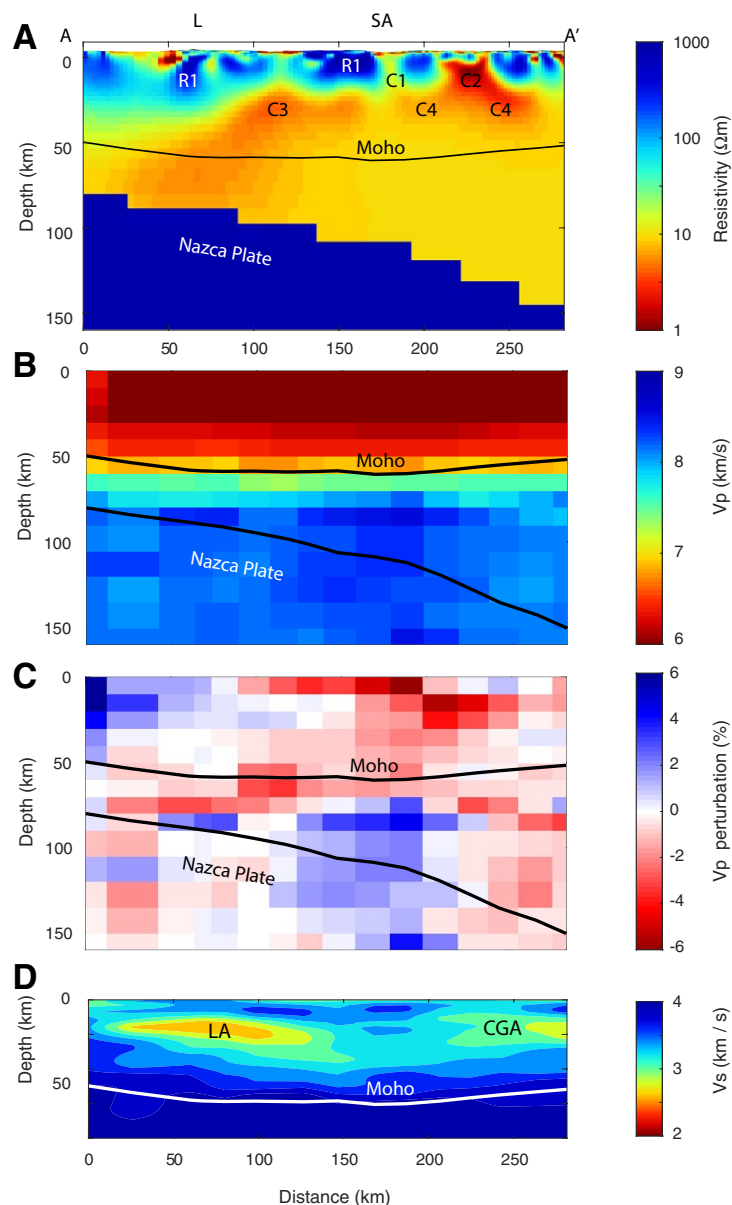 A
A L SA A'
0
50
100
150
Depth (km)
R1 R1 C1 C2
C3 C4 C4
Moho
Nazca Plate
0 50 100 150 200 250
1000
100
10
1
Resistivity (Ωm)
B
0
50
100
150
Depth (km)
Moho
Nazca Plate
9
8
7
6
Vp (km/s)
C
0
50
100
150
Depth (km)
Moho
Nazca Plate
6
4
2
0
-2
-4
-6
Vp perturbation (%)
D
0
50
Depth (km)
LA CGA
Moho
0 50 100 150 200 250
Distance (km)
4
3
2
Vs (km / s)